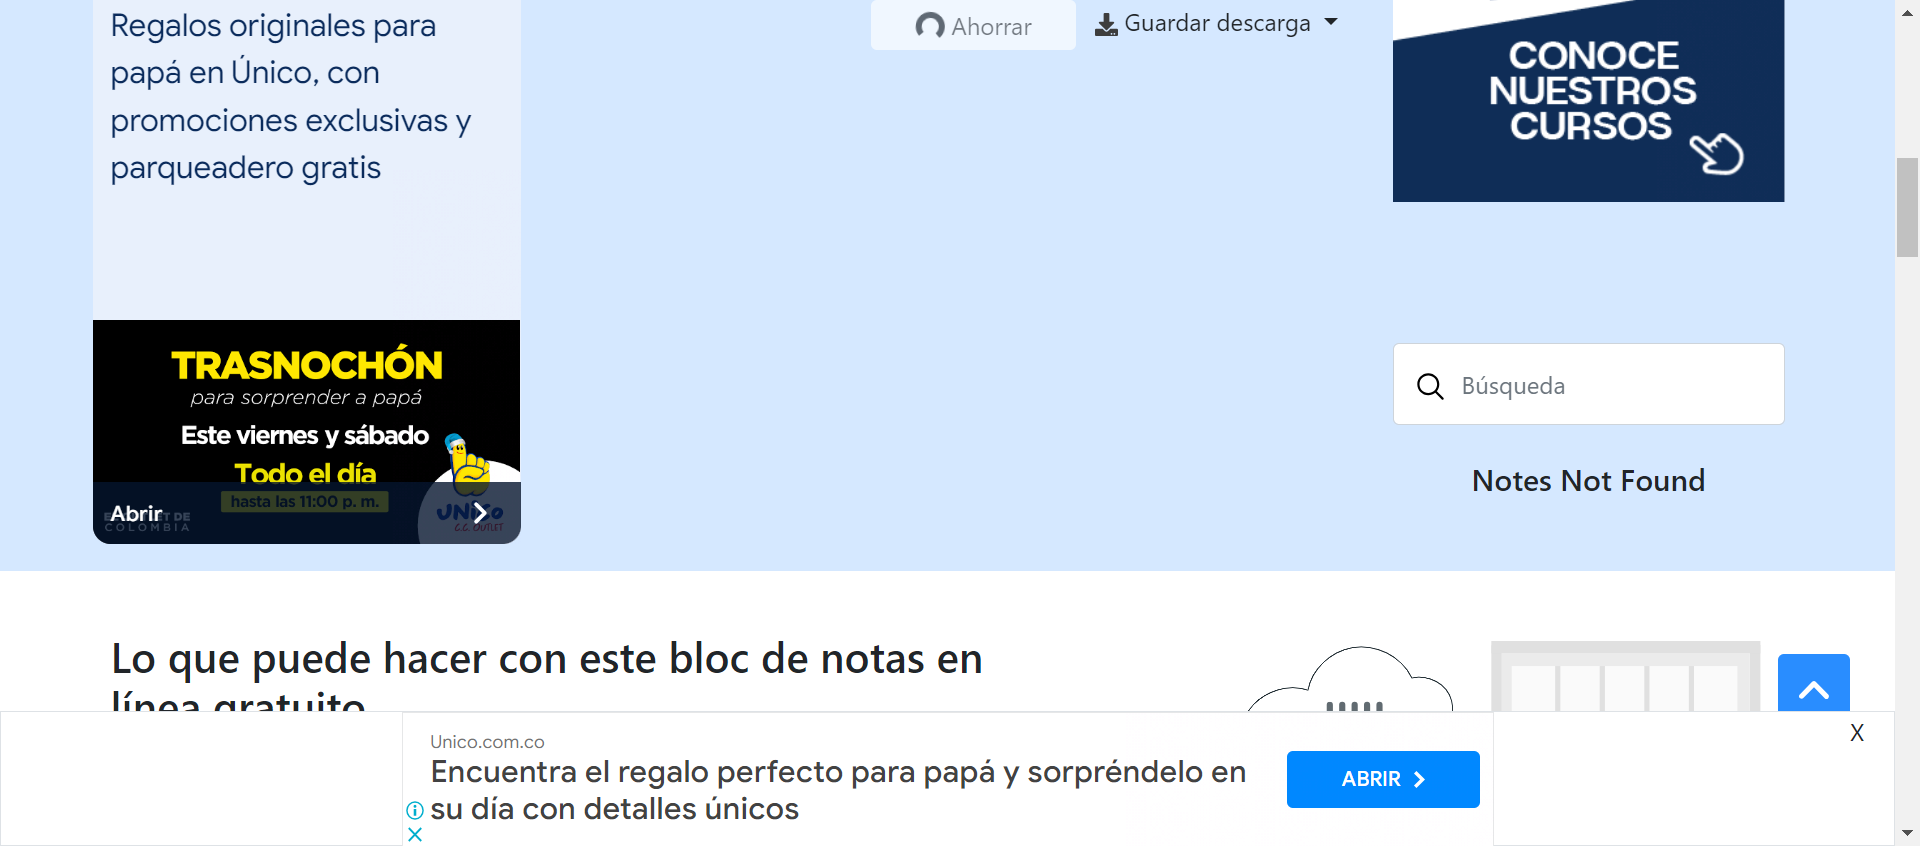 Regalos originales para
papá en Único, con
promociones exclusivas y
parqueadero gratis
TRASNOCHÓN
para sorprender a papá
Este viernes y sábado
Todo el día
hasta las 11:00 p. m.
Abrir
COLOMBIA
UNICO
C.C. OUTLET
Ahorrar
Guardar descarga
CONOCE
NUESTROS
CURSOS
Búsqueda
Notes Not Found
Lo que puede hacer con este bloc de notas en
línea gratuito
Unico.com.co
Encuentra el regalo perfecto para papá y sorpréndelo en
su día con detalles únicos
ABRIR
X